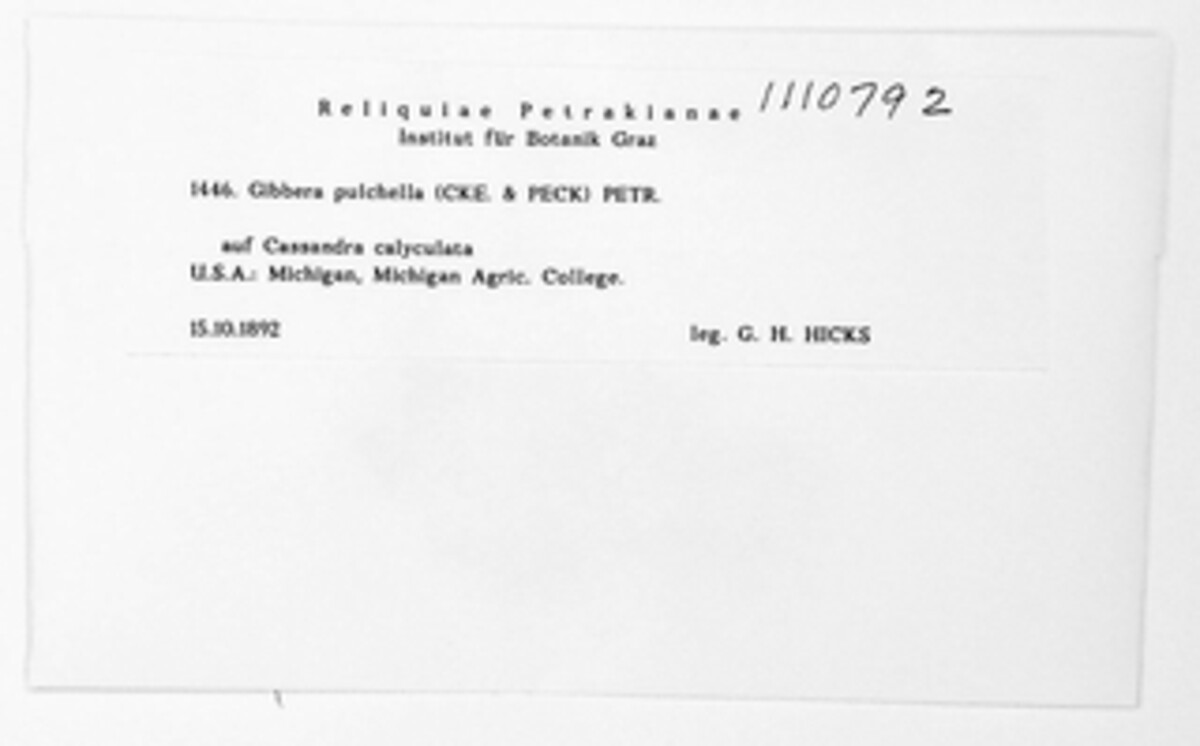 Reliquiae Petrakianae 1110792
Institut für Botanik Graz
1446. Gibbera pulchella (CKE. & PECK) PETR.
auf Cassandra calyculata
U.S.A.: Michigan, Michigan Agric. College.
15.10.1892 leg. G. H. HICKS